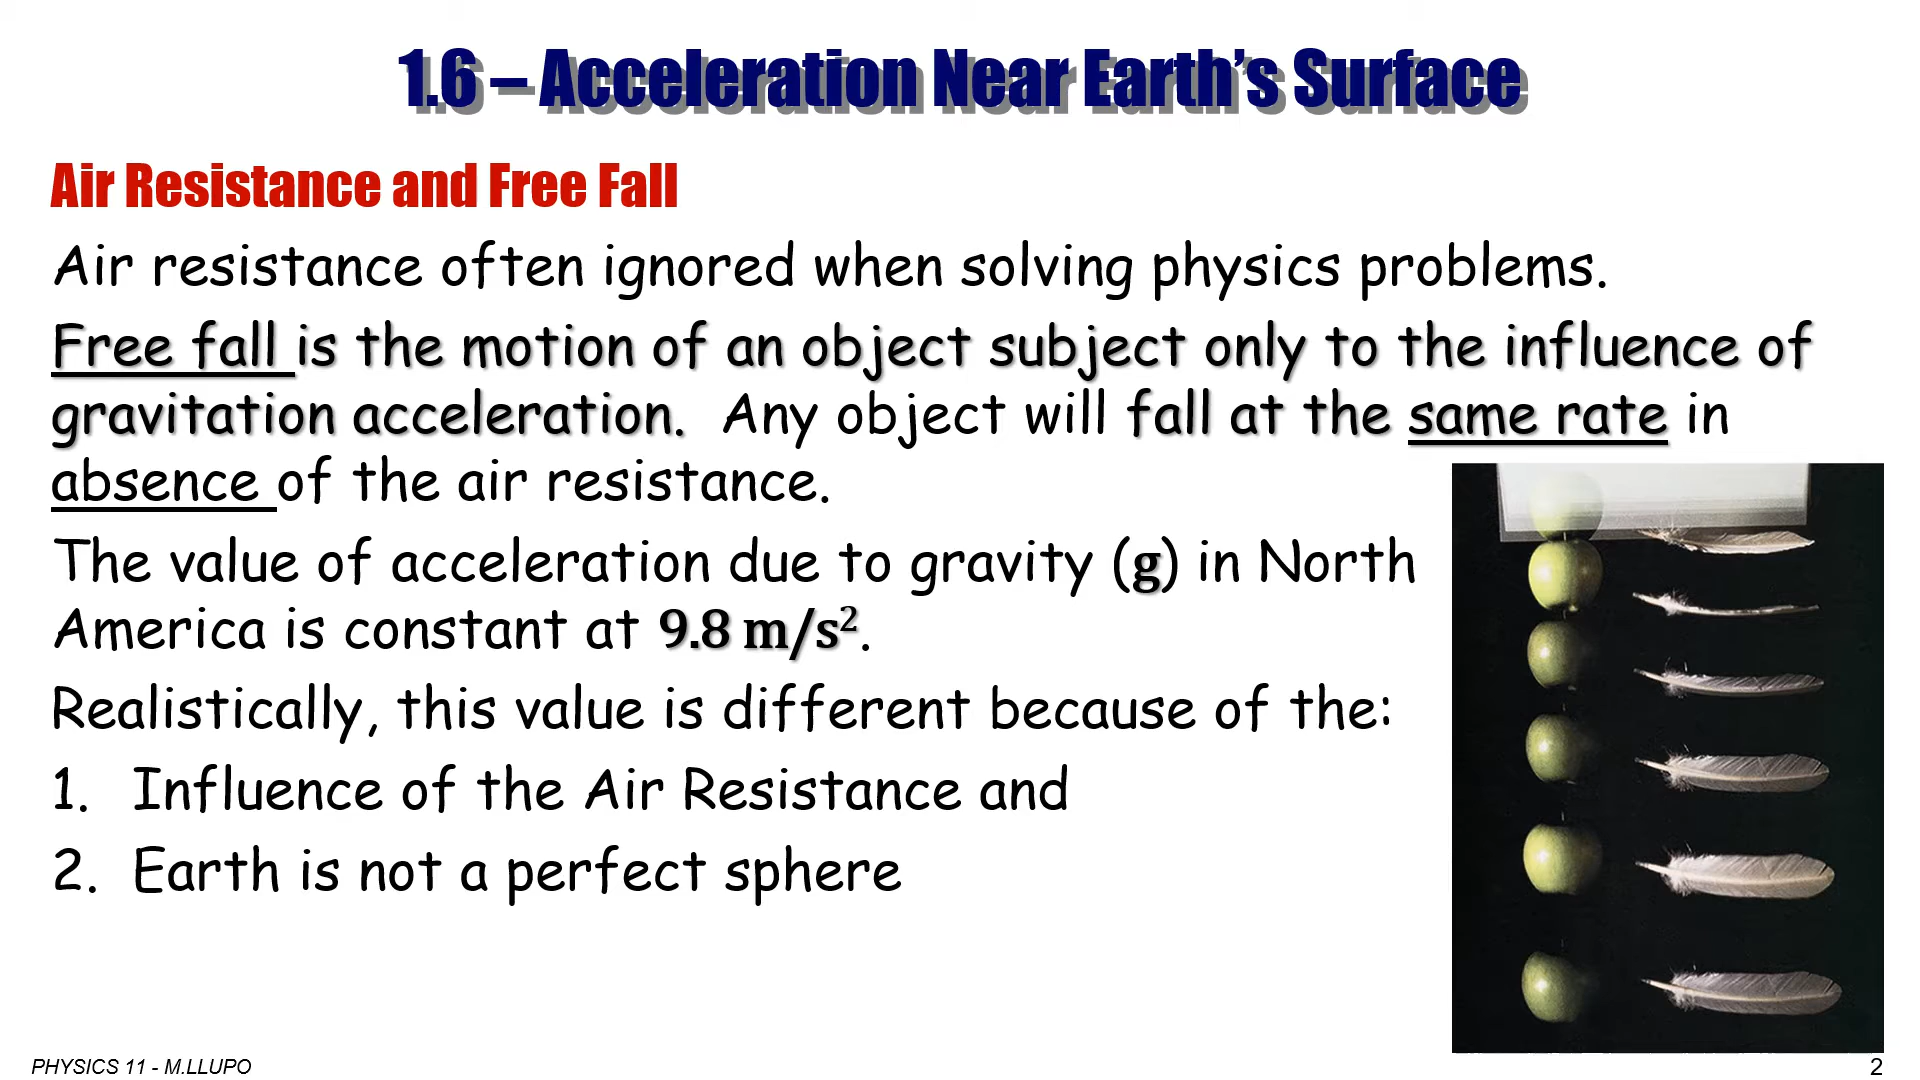 1.6 – Acceleration Near Earth’s Surface
Air Resistance and Free Fall
Air resistance often ignored when solving physics problems.
Free fall is the motion of an object subject only to the influence of
gravitation acceleration. Any object will fall at the same rate in
absence of the air resistance.
The value of acceleration due to gravity (g) in North
America is constant at 9.8 m/s².
Realistically, this value is different because of the:
1. Influence of the Air Resistance and
2. Earth is not a perfect sphere
PHYSICS 11 - M.LLUPO
2